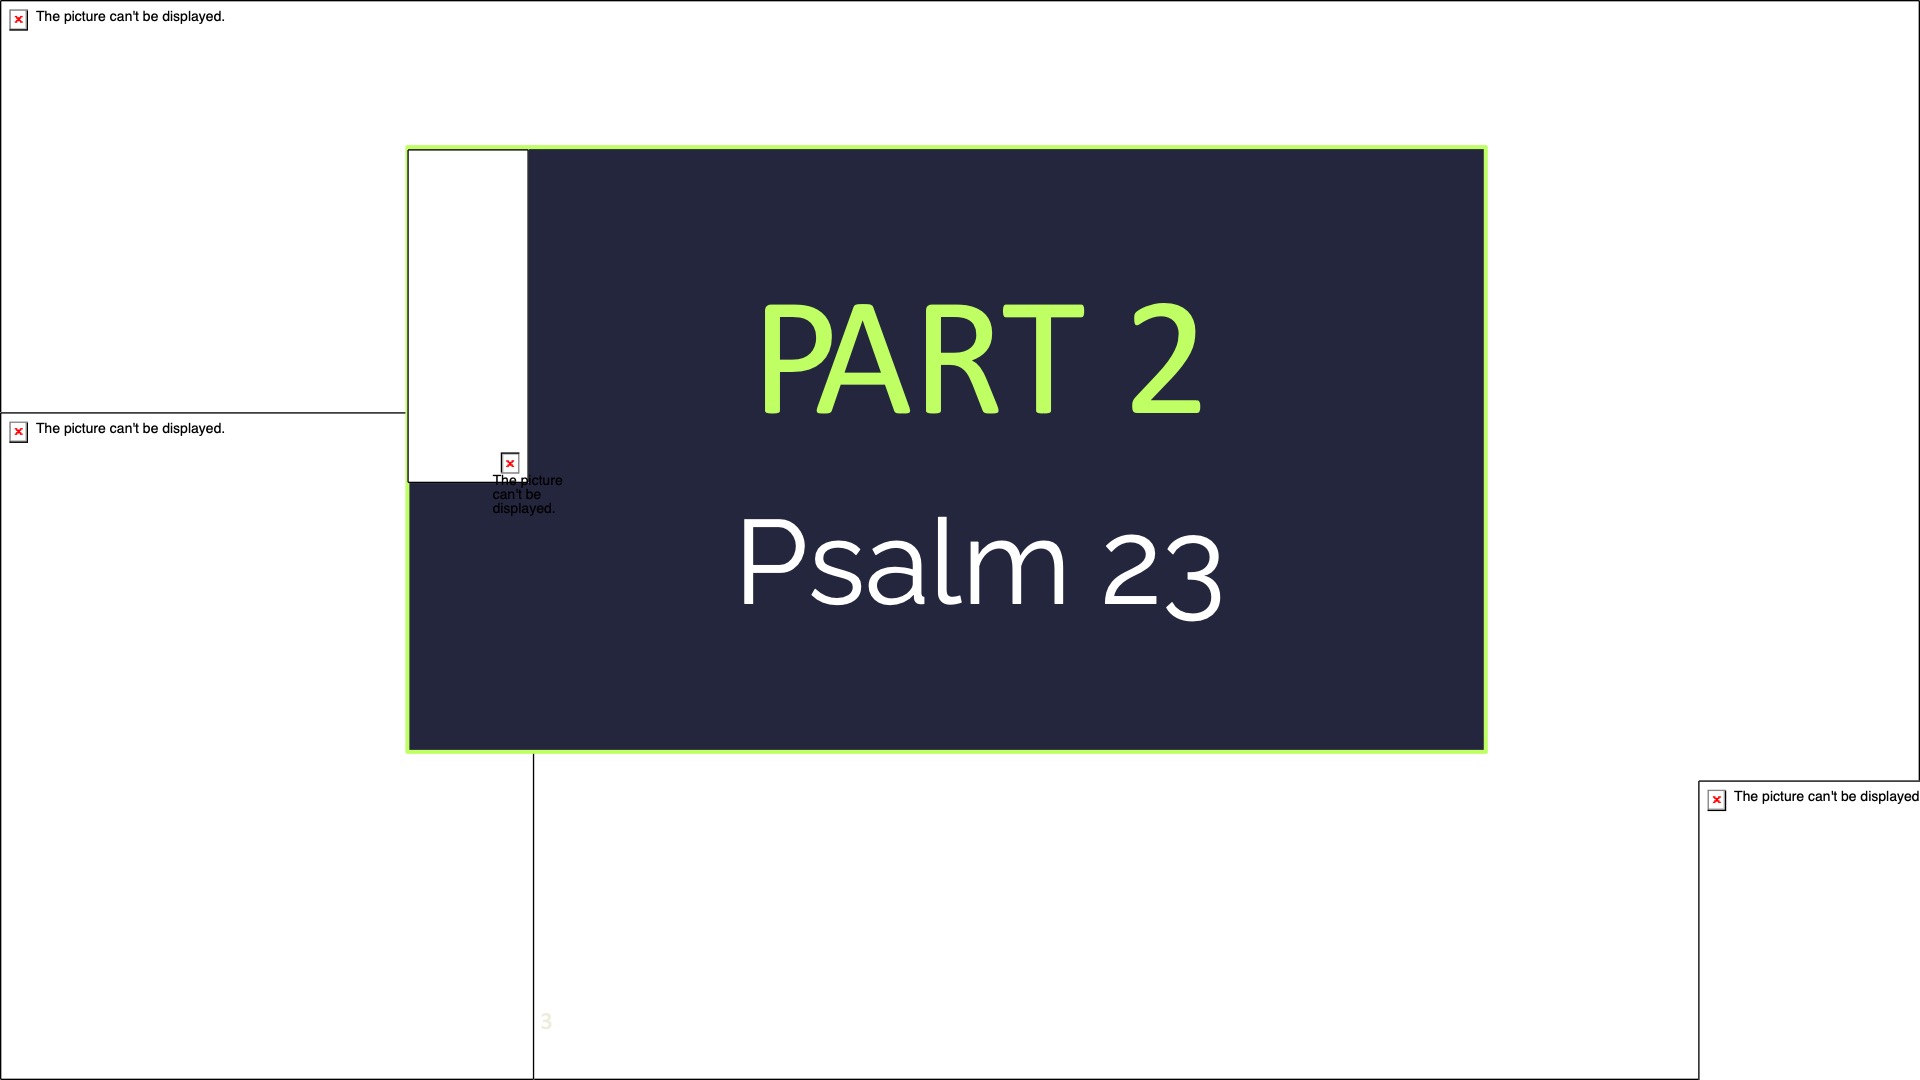 The picture can't be displayed.
PART 2
The picture can't be displayed.
The picture
can't be
displayed.
Psalm 23
The picture can't be displayed
3